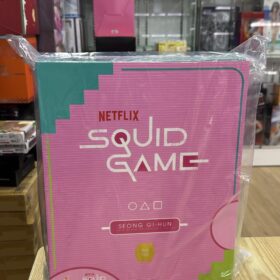 NETFLIX
SQUID
GAME
SEONG GI-HUN